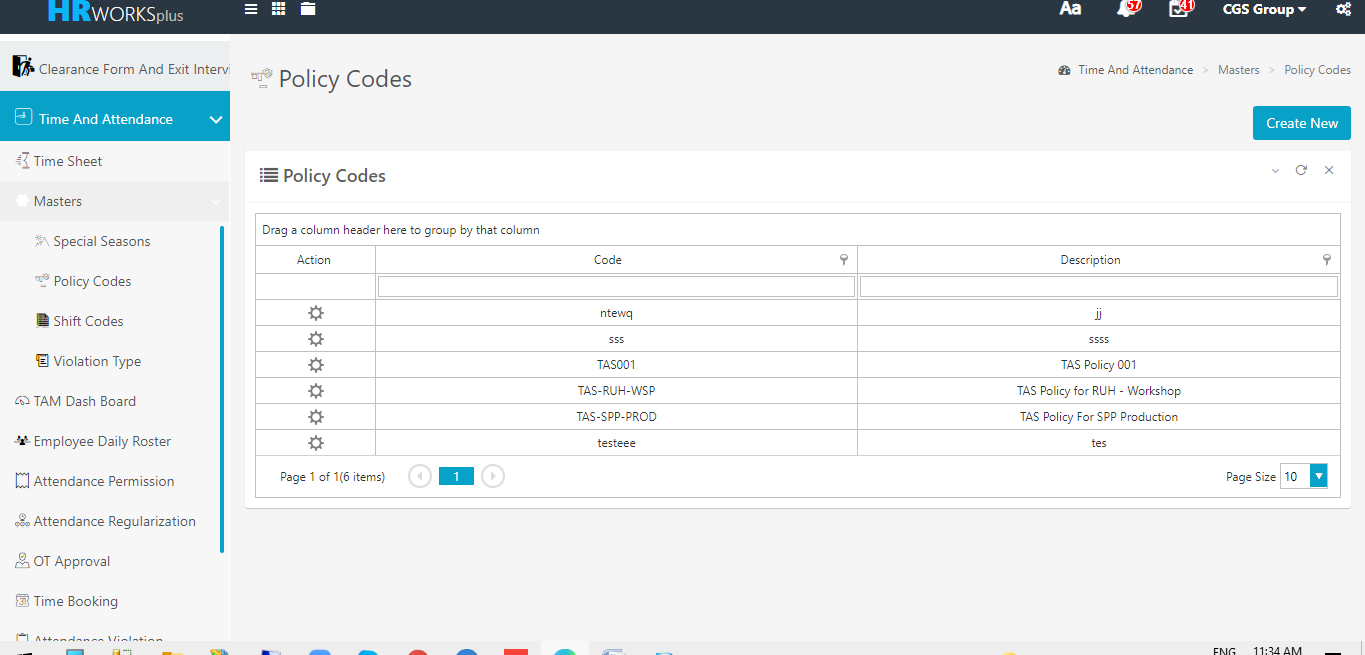 HRWORKSplus
Aa
57
41
CGS Group
Clearance Form And Exit Intervi
Time And Attendance
Time Sheet
Masters
Special Seasons
Policy Codes
Shift Codes
Violation Type
TAM Dash Board
Employee Daily Roster
Attendance Permission
Attendance Regularization
OT Approval
Time Booking
Attendance Violation
Policy Codes
Time And Attendance > Masters > Policy Codes
Create New
Policy Codes
Drag a column header here to group by that column
Action Code Description
ntewq jj
sss ssss
TAS001 TAS Policy 001
TAS-RUH-WSP TAS Policy for RUH - Workshop
TAS-SPP-PROD TAS Policy For SPP Production
testeee tes
Page 1 of 1(6 items) 1 Page Size 10
ENG 11:34 AM